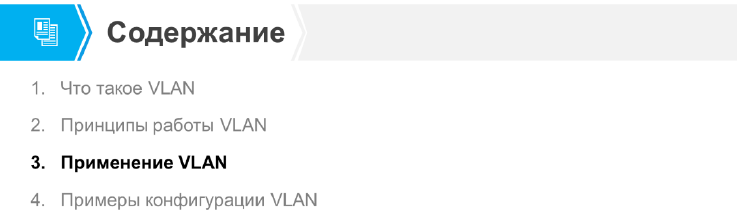 Содержание
1. Что такое VLAN
2. Принципы работы VLAN
3. Применение VLAN
4. Примеры конфигурации VLAN